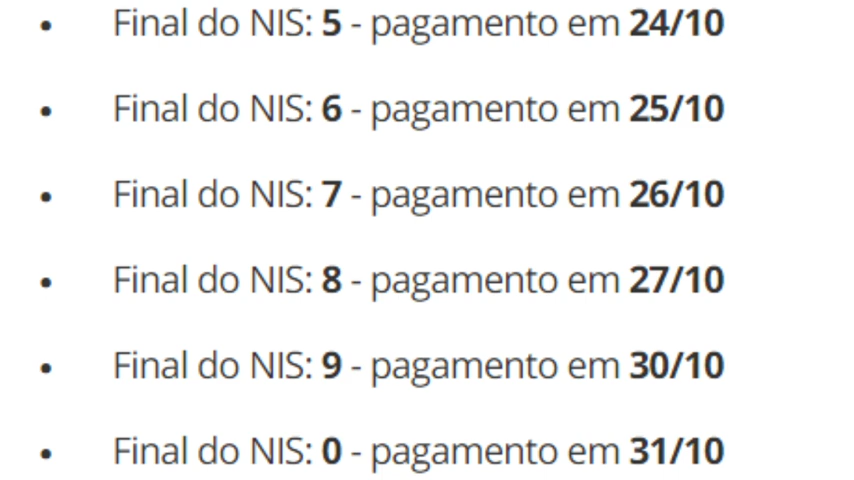 • Final do NIS: 5 - pagamento em 24/10
• Final do NIS: 6 - pagamento em 25/10
• Final do NIS: 7 - pagamento em 26/10
• Final do NIS: 8 - pagamento em 27/10
• Final do NIS: 9 - pagamento em 30/10
• Final do NIS: 0 - pagamento em 31/10